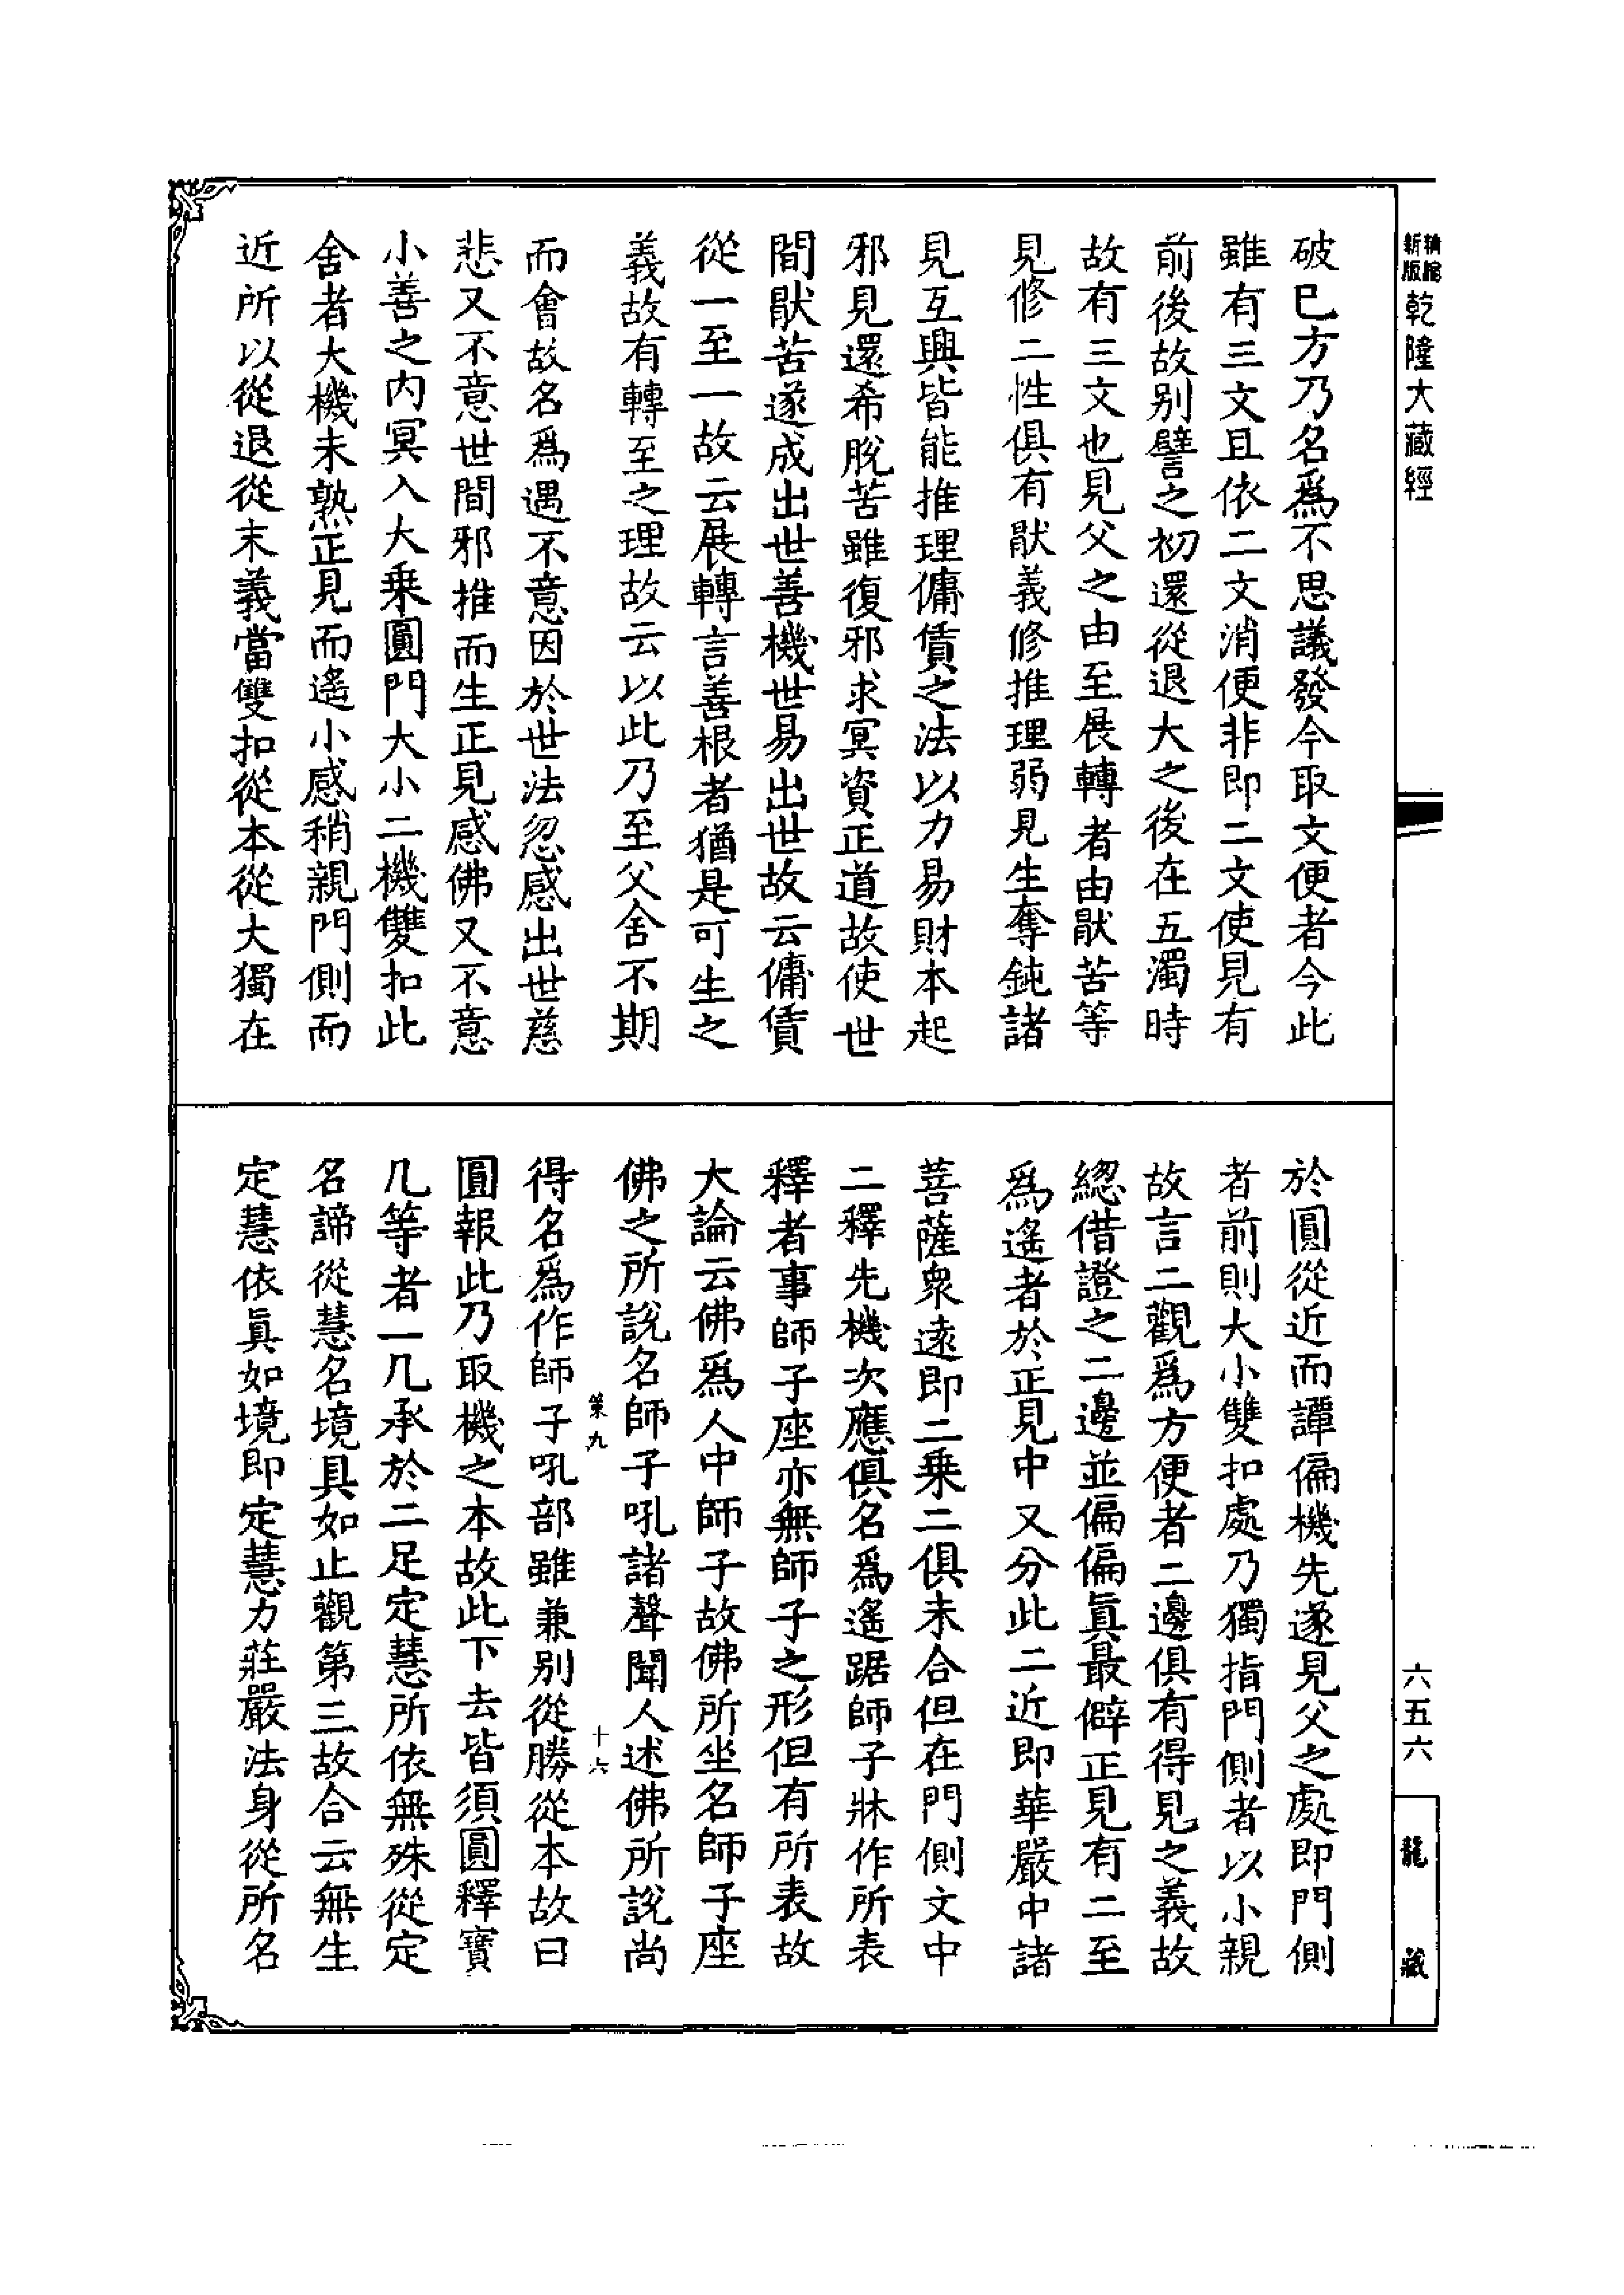 新版
乾隆大藏經
破巳方乃名爲不思議發今取文便者今此
雖有三文且依二文消便非即二文使見有
前後故别譬之初還從退大之後在五濁時
故有三文也見父之由至展轉者由猒苦等
見修二性俱有猒義修推理弱見生奪鈍諸
見互興皆能推理傭賃之法以力易財本起
邪見還希脫苦雖復邪求冥資正道故使世
間猒苦遂成出世善機世易出世故云傭賃
從一至一故云展轉言善根者猶是可生之
義故有轉至之理故云以此乃至父舍不期
而會故名爲遇不意因於世法忽感出世慈
悲又不意世間邪推而生正見感佛又不意
小善之内冥入大乗圓門大小二機雙扣此
舍者大機未熟正見而遙小感稍親門側而
近所以從退從末義當雙扣從本從大獨在
於圓從近而譚偏機先遂見父之處即門側
者前則大小雙扣處乃獨指門側者以小親
故言二觀爲方便者二邊俱有得見之義故
總借證之二邊並偏偏眞最僻正見有二至
爲遙者於正見中又分此二近即華嚴中諸
菩薩衆遠即二乗二俱未合但在門側文中
二釋先機次應俱名爲遙踞師子牀作所表
釋者事師子座亦無師子之形但有所表故
大論云佛爲人中師子故佛所坐名師子座
佛之所說名師子吼諸聲聞人述佛所說尚
策九
十六
得名爲作師子吼部雖兼别從勝從本故曰
圓報此乃取機之本故此下去皆須圓釋寶
几等者一几承於二足定慧所依無殊從定
名諦從慧名境具如止觀第三故合云無生
定慧依眞如境即定慧力莊嚴法身從所名
六五六
龍藏